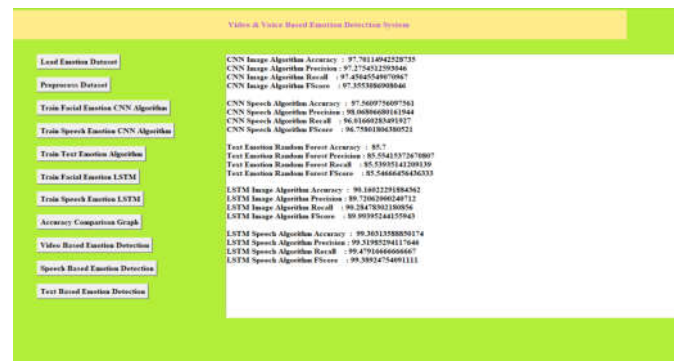 Video & Voice Based Emotion Detection System
Load Emotion Dataset
Preprocess Dataset
Train Facial Emotion CNN Algorithm
Train Speech Emotion CNN Algorithm
Train Text Emotion Algorithm
Train Facial Emotion LSTM
Train Speech Emotion LSTM
Accuracy Comparison Graph
Video Based Emotion Detection
Speech Based Emotion Detection
Text Based Emotion Detection
CNN Image Algorithm Accuracy : 97.70114942528735
CNN Image Algorithm Precision : 97.2754512593046
CNN Image Algorithm Recall : 97.45045549070967
CNN Image Algorithm FScore : 97.3553086908046
CNN Speech Algorithm Accuracy : 97.5609756097561
CNN Speech Algorithm Precision : 98.06806680161944
CNN Speech Algorithm Recall : 96.01660283491927
CNN Speech Algorithm FScore : 96.75801806380521
Text Emotion Random Forest Accuracy : 85.7
Text Emotion Random Forest Precision : 85.55415372670807
Text Emotion Random Forest Recall : 85.53935142209139
Text Emotion Random Forest FScore : 85.54666456436333
LSTM Image Algorithm Accuracy : 90.16022291884362
LSTM Image Algorithm Precision : 89.72062000240712
LSTM Image Algorithm Recall : 90.28478302180856
LSTM Image Algorithm FScore : 89.99395244155943
LSTM Speech Algorithm Accuracy : 99.30313588850174
LSTM Speech Algorithm Precision : 99.31985294117646
LSTM Speech Algorithm Recall : 99.47916666666667
LSTM Speech Algorithm FScore : 99.38924754091111